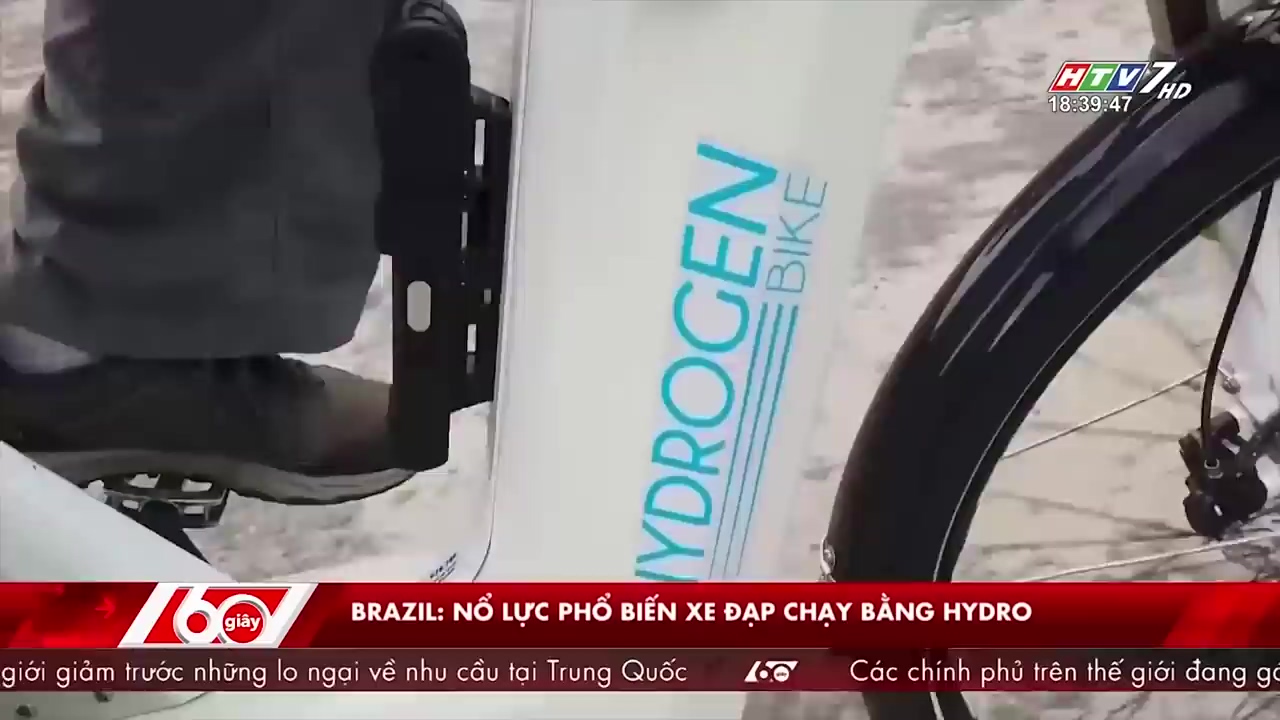 HTV7 HD
18:39:47
HYDROGEN
BIKE
60 giây
BRAZIL: NỔ LỰC PHỔ BIẾN XE ĐẠP CHẠY BẰNG HYDRO
giới giảm trước những lo ngại về nhu cầu tại Trung Quốc 60 giây Các chính phủ trên thế giới đang